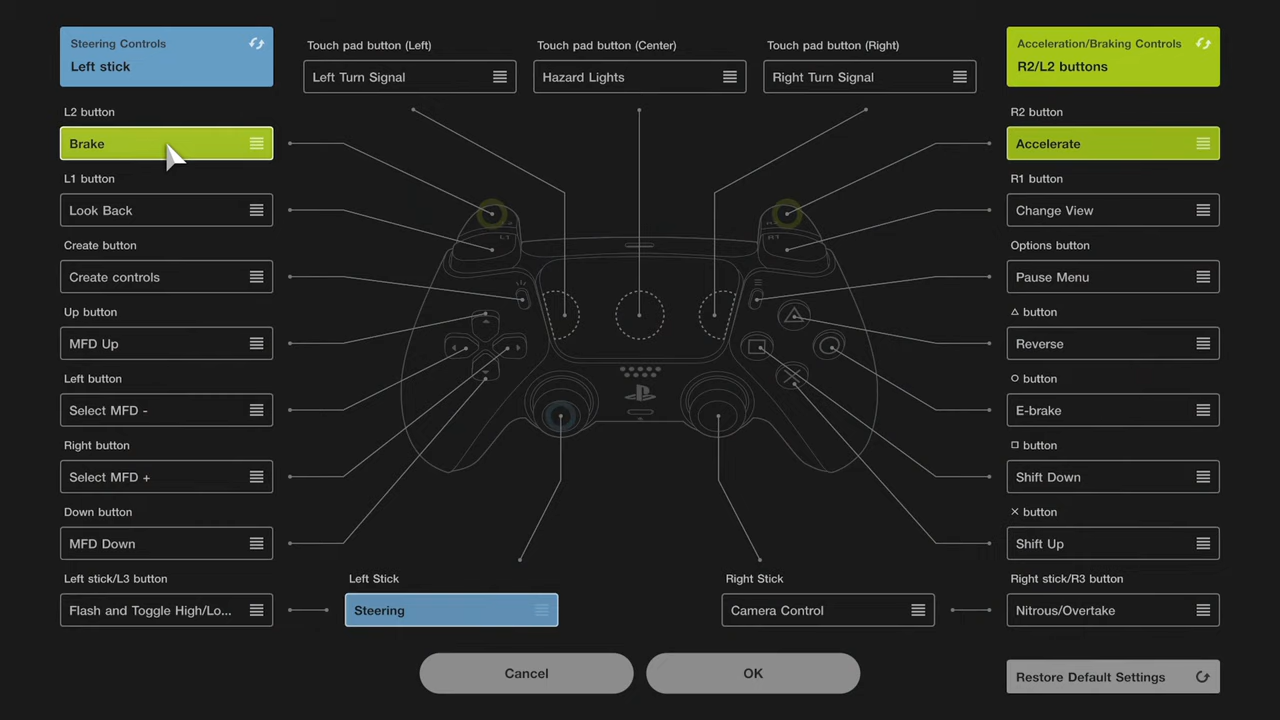 Steering Controls
Left stick
Touch pad button (Left)
Left Turn Signal
Touch pad button (Center)
Hazard Lights
Touch pad button (Right)
Right Turn Signal
Acceleration/Braking Controls
R2/L2 buttons
L2 button
Brake
L1 button
Look Back
Create button
Create controls
Up button
MFD Up
Left button
Select MFD -
Right button
Select MFD +
Down button
MFD Down
Left stick/L3 button
Flash and Toggle High/Lo...
Left Stick
Steering
Right Stick
Camera Control
R2 button
Accelerate
R1 button
Change View
Options button
Pause Menu
△ button
Reverse
○ button
E-brake
□ button
Shift Down
× button
Shift Up
Right stick/R3 button
Nitrous/Overtake
Cancel
OK
Restore Default Settings